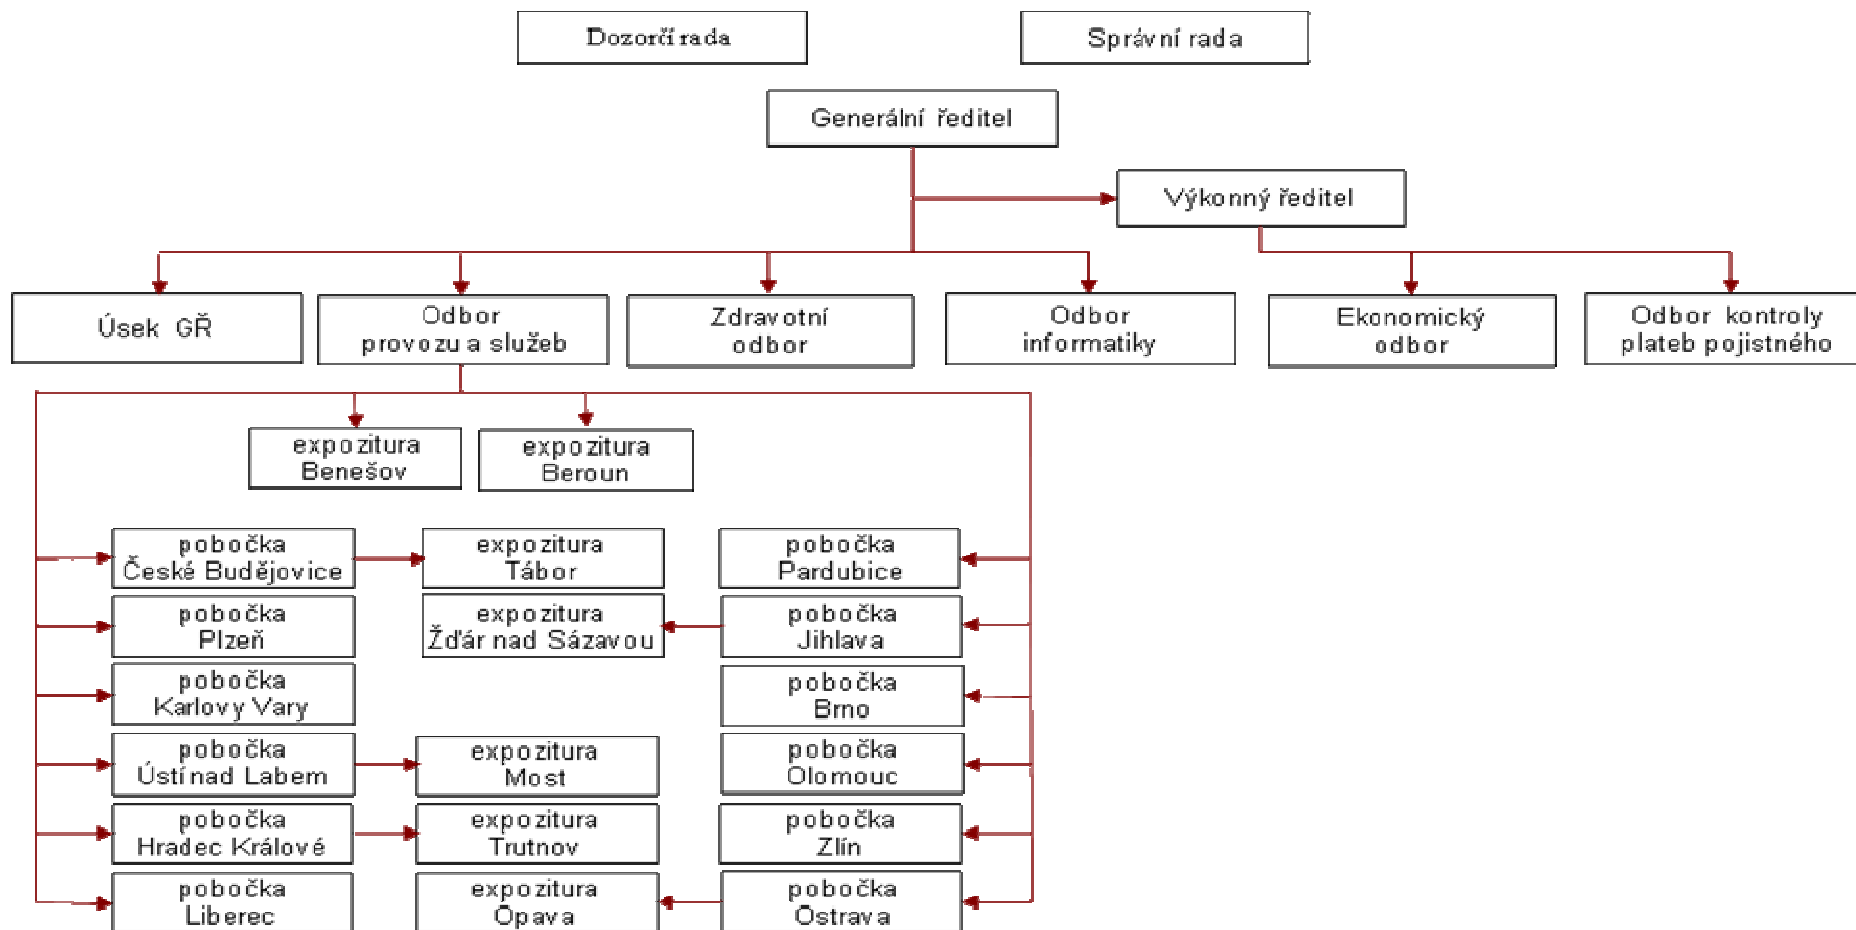 Dozorčí rada
Správní rada
Generální ředitel
Výkonný ředitel
Úsek GŘ
Odbor
provozu a služeb
Zdravotní
odbor
Odbor
informatiky
Ekonomický
odbor
Odbor kontroly
plateb pojistného
expozitura
Benešov
expozitura
Beroun
pobočka
České Budějovice
expozitura
Tábor
pobočka
Pardubice
pobočka
Plzeň
expozitura
Žďár nad Sázavou
pobočka
Jihlava
pobočka
Karlovy Vary
pobočka
Brno
pobočka
Ústí nad Labem
expozitura
Most
pobočka
Olomouc
pobočka
Hradec Králové
expozitura
Trutnov
pobočka
Zlín
pobočka
Liberec
expozitura
Opava
pobočka
Ostrava